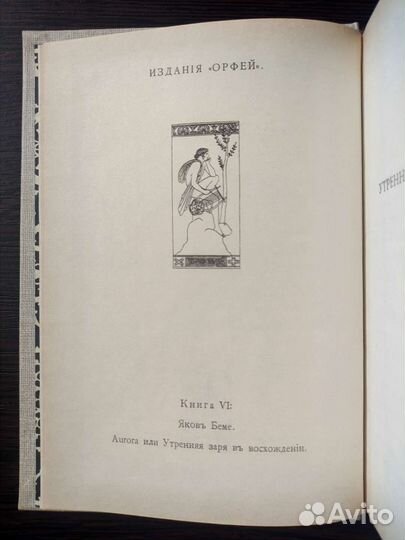 ИЗДАНІЯ «ОРФЕЙ».
Книга VI:
Яковъ Беме.
Aurora или Утренняя заря въ восхожденіи.
Avito